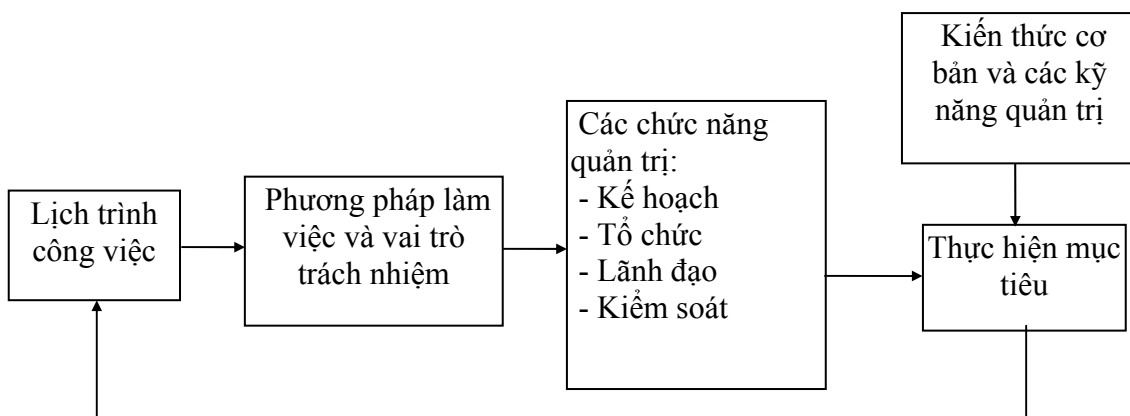 Lịch trình
công việc
Phương pháp làm
việc và vai trò
trách nhiệm
Các chức năng
quản trị:
- Kế hoạch
- Tổ chức
- Lãnh đạo
- Kiểm soát
Kiến thức cơ
bản và các kỹ
năng quản trị
Thực hiện mục
tiêu